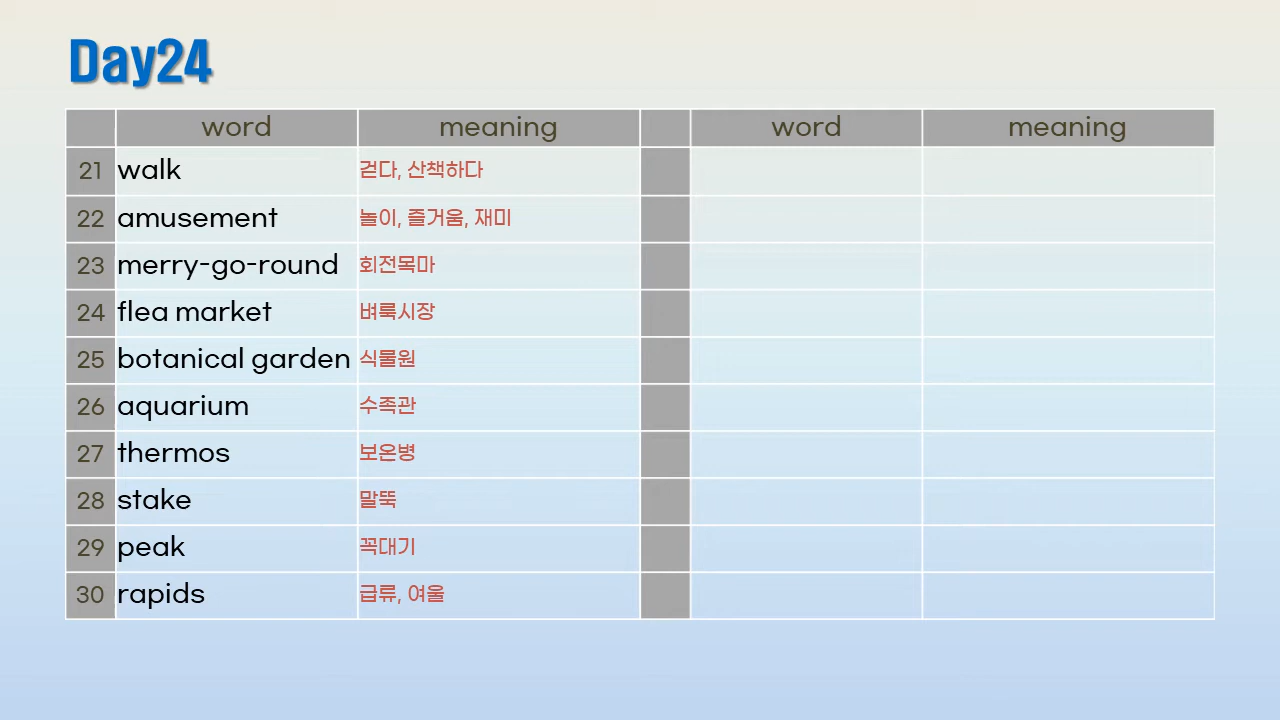 Day24
word meaning word meaning
21 walk 걷다, 산책하다
22 amusement 놀이, 즐거움, 재미
23 merry-go-round 회전목마
24 flea market 벼룩시장
25 botanical garden 식물원
26 aquarium 수족관
27 thermos 보온병
28 stake 말뚝
29 peak 꼭대기
30 rapids 급류, 여울